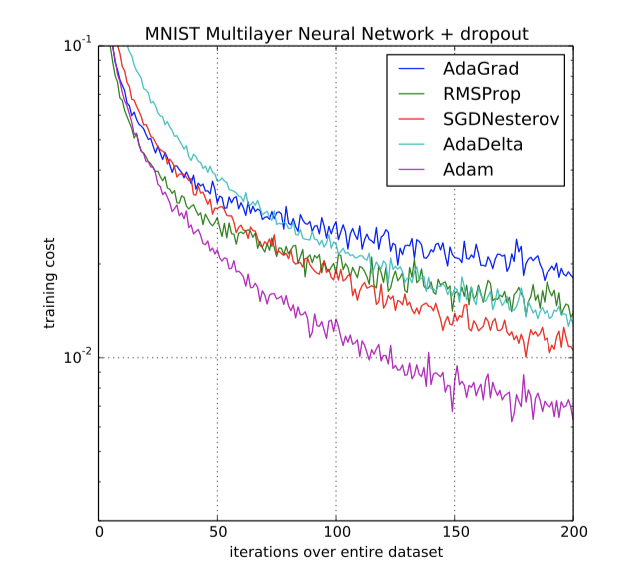 MNIST Multilayer Neural Network + dropout
10⁻¹
AdaGrad
RMSProp
SGDNesterov
AdaDelta
Adam
training cost
10⁻²
0 50 100 150 200
iterations over entire dataset